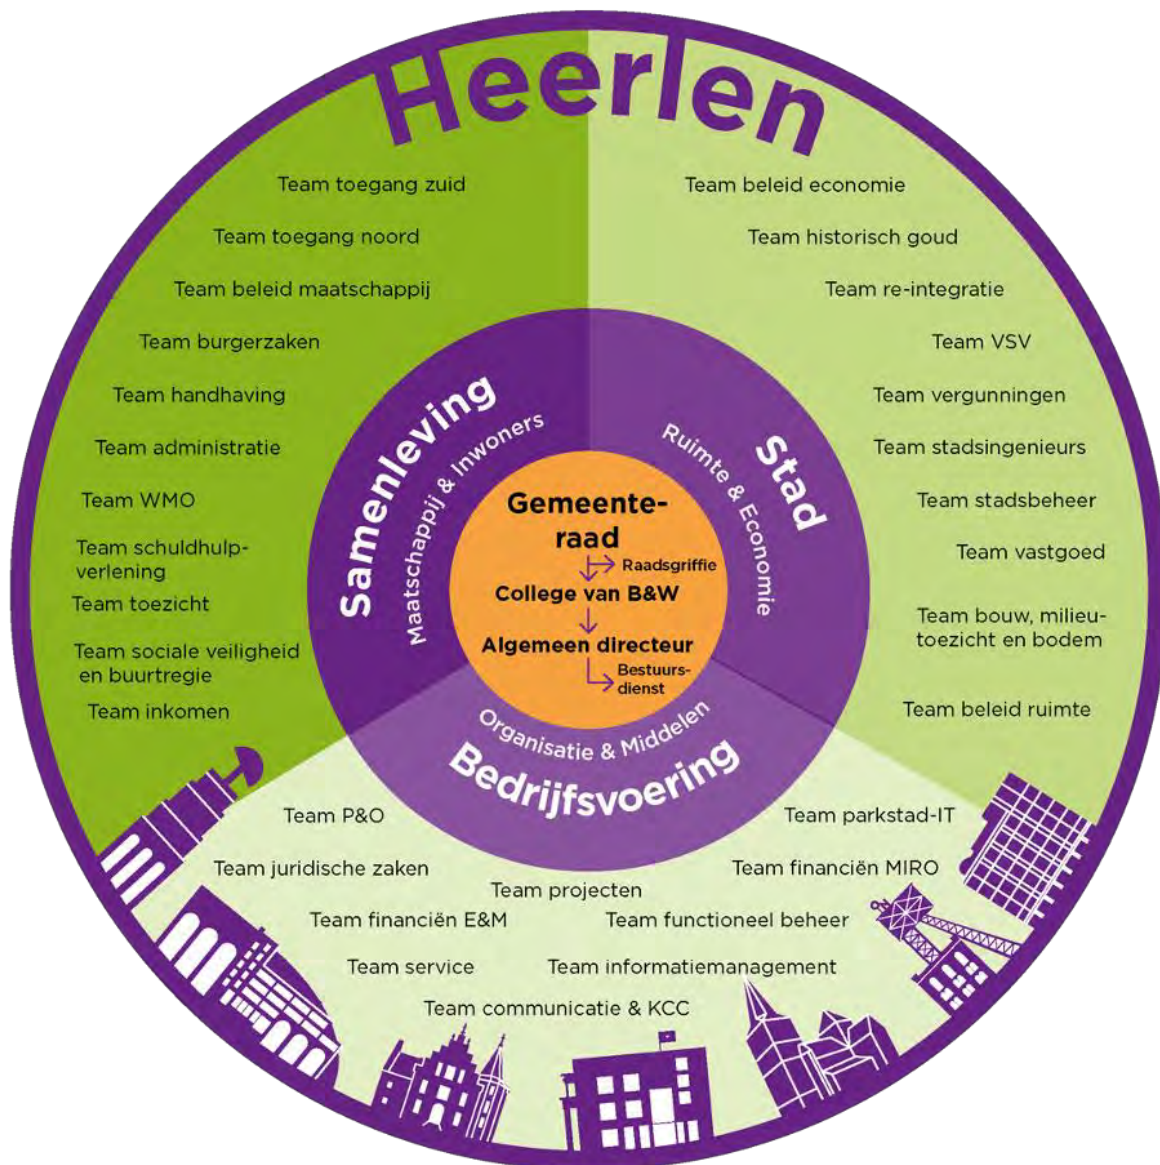 Heerlen
Team toegang zuid
Team toegang noord
Team beleid maatschappij
Team burgerzaken
Team handhaving
Team administratie
Team WMO
Team schuldhulp-
verlening
Team toezicht
Team sociale veiligheid
en buurtregie
Team inkomen
Team beleid economie
Team historisch goud
Team re-integratie
Team VSV
Team vergunningen
Team stadsingenieurs
Team stadsbeheer
Team vastgoed
Team bouw, milieu-
toezicht en bodem
Team beleid ruimte
Samenleving
Maatschappij & Inwoners
Stad
Ruimte & Economie
Gemeente-
raad
Raadsgriffie
College van B&W
Algemeen directeur
Bestuurs-
dienst
Organisatie & Middelen
Bedrijfsvoering
Team P&O
Team parkstad-IT
Team juridische zaken
Team financiën MIRO
Team projecten
Team financiën E&M
Team functioneel beheer
Team service
Team informatiemanagement
Team communicatie & KCC